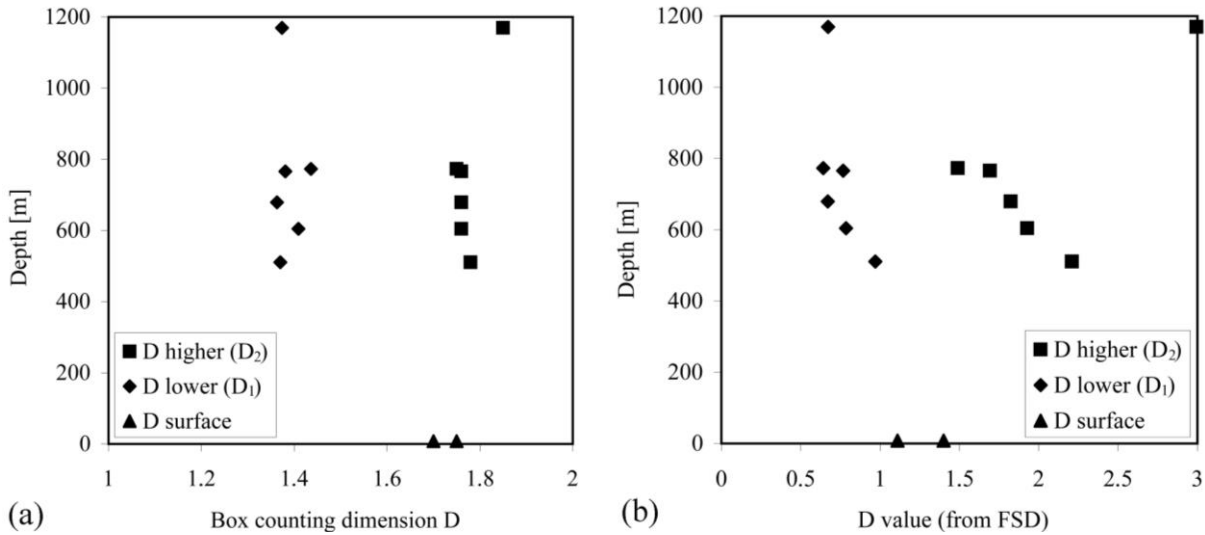 1200
1000
800
600
400
200
0
Depth [m]
D higher (D₂)
D lower (D₁)
D surface
1
1.2
1.4
1.6
1.8
2
(a)
Box counting dimension D
1200
1000
800
600
400
200
0
Depth [m]
D higher (D₂)
D lower (D₁)
D surface
0
0.5
1
1.5
2
2.5
3
(b)
D value (from FSD)